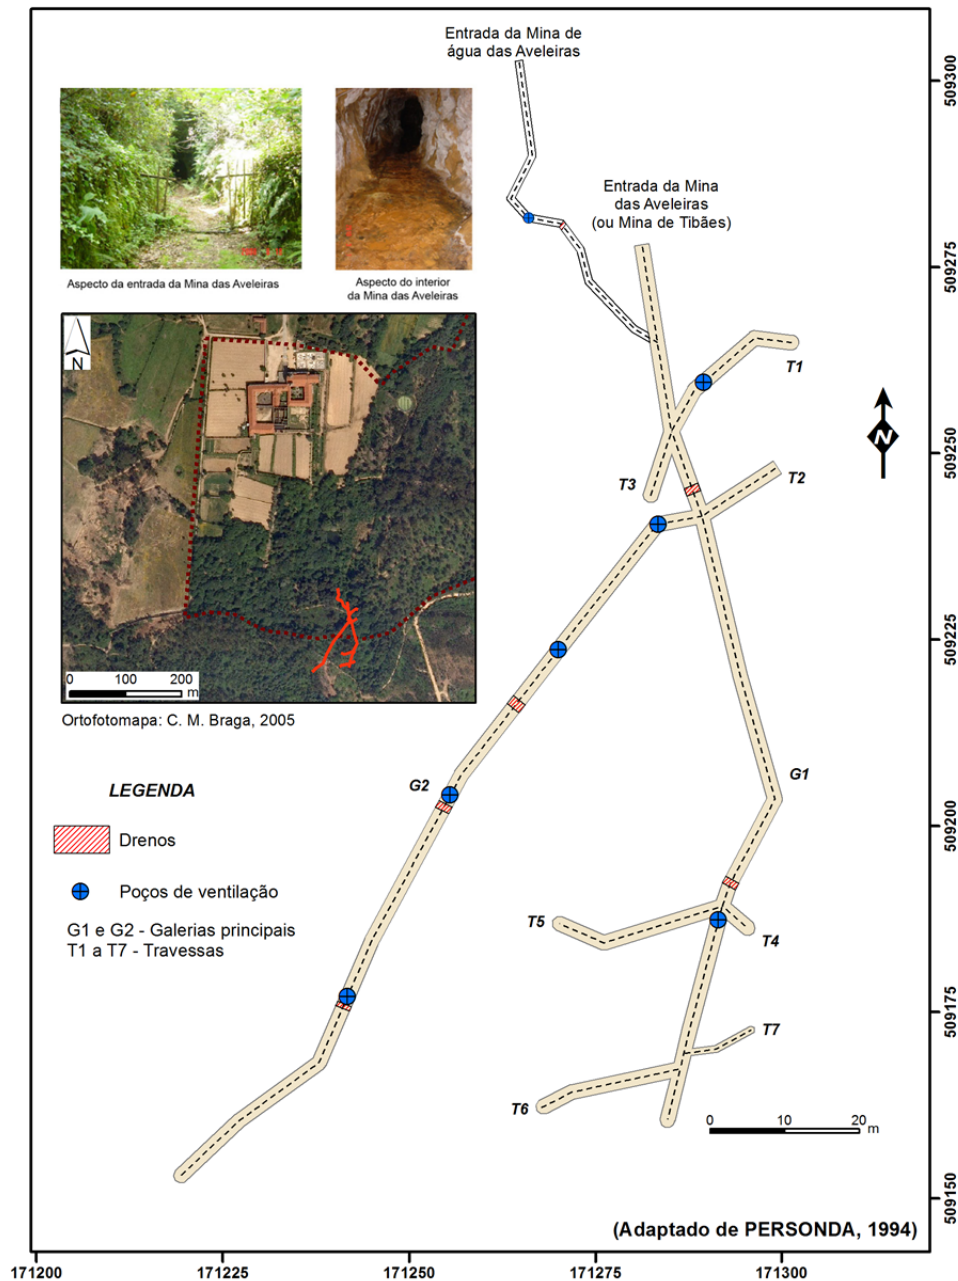 Entrada da Mina de
água das Aveleiras
Entrada da Mina
das Aveleiras
(ou Mina de Tibães)
Aspecto da entrada da Mina das Aveleiras
Aspecto do interior
da Mina das Aveleiras
N
0 100 200
m
Ortofotomapa: C. M. Braga, 2005
T1
T2
T3
N
G2
G1
T5
T4
T7
T6
LEGENDA
Drenos
Poços de ventilação
G1 e G2 - Galerias principais
T1 a T7 - Travessas
0 10 20
m
(Adaptado de PERSONDA, 1994)
509300
509275
509250
509225
509200
509175
509150
171200 171225 171250 171275 171300